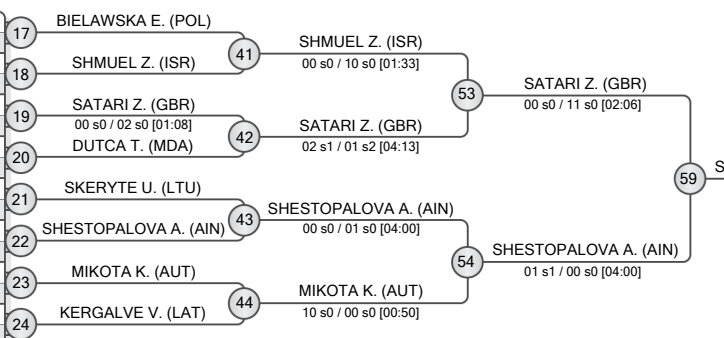 17
BIELAWSKA E. (POL)
18
SHMUEL Z. (ISR)
19
SATARI Z. (GBR)
00 s0 / 02 s0 [01:08]
20
DUTCA T. (MDA)
21
SKERYTE U. (LTU)
22
SHESTOPALOVA A. (AIN)
23
MIKOTA K. (AUT)
24
KERGALVE V. (LAT)
41
SHMUEL Z. (ISR)
00 s0 / 10 s0 [01:33]
42
SATARI Z. (GBR)
02 s1 / 01 s2 [04:13]
43
SHESTOPALOVA A. (AIN)
00 s0 / 01 s0 [04:00]
44
MIKOTA K. (AUT)
10 s0 / 00 s0 [00:50]
53
SATARI Z. (GBR)
00 s0 / 11 s0 [02:06]
54
SHESTOPALOVA A. (AIN)
01 s1 / 00 s0 [04:00]
59